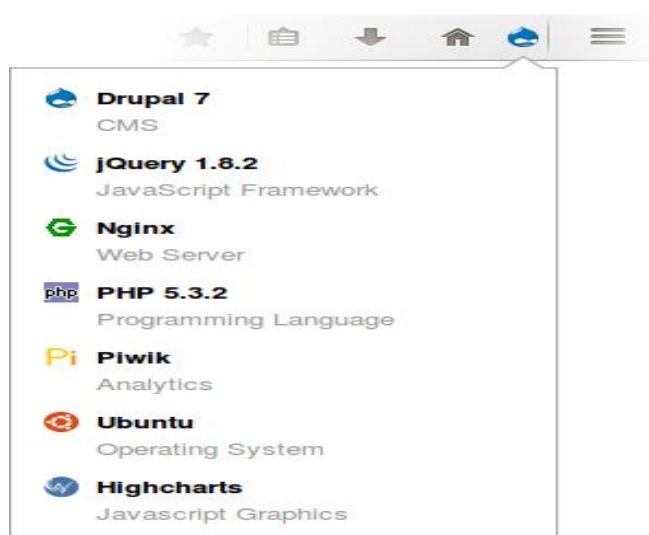 Drupal 7
CMS
jQuery 1.8.2
JavaScript Framework
Nginx
Web Server
php PHP 5.3.2
Programming Language
Pi Piwik
Analytics
Ubuntu
Operating System
Highcharts
Javascript Graphics